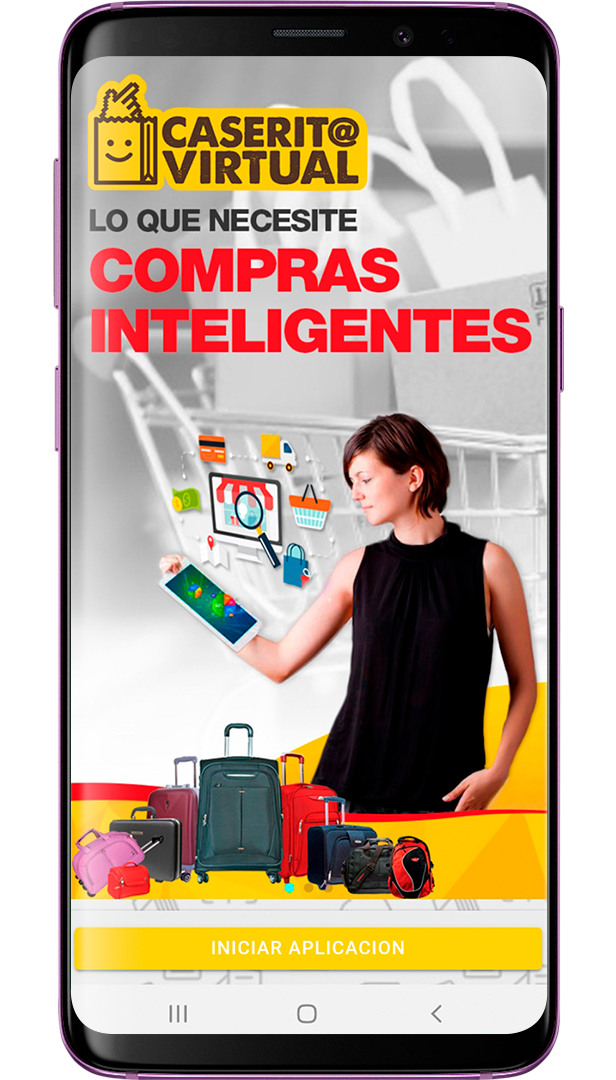 CASERIT@
VIRTUAL
LO QUE NECESITE
COMPRAS
INTELIGENTES
INICIAR APLICACION